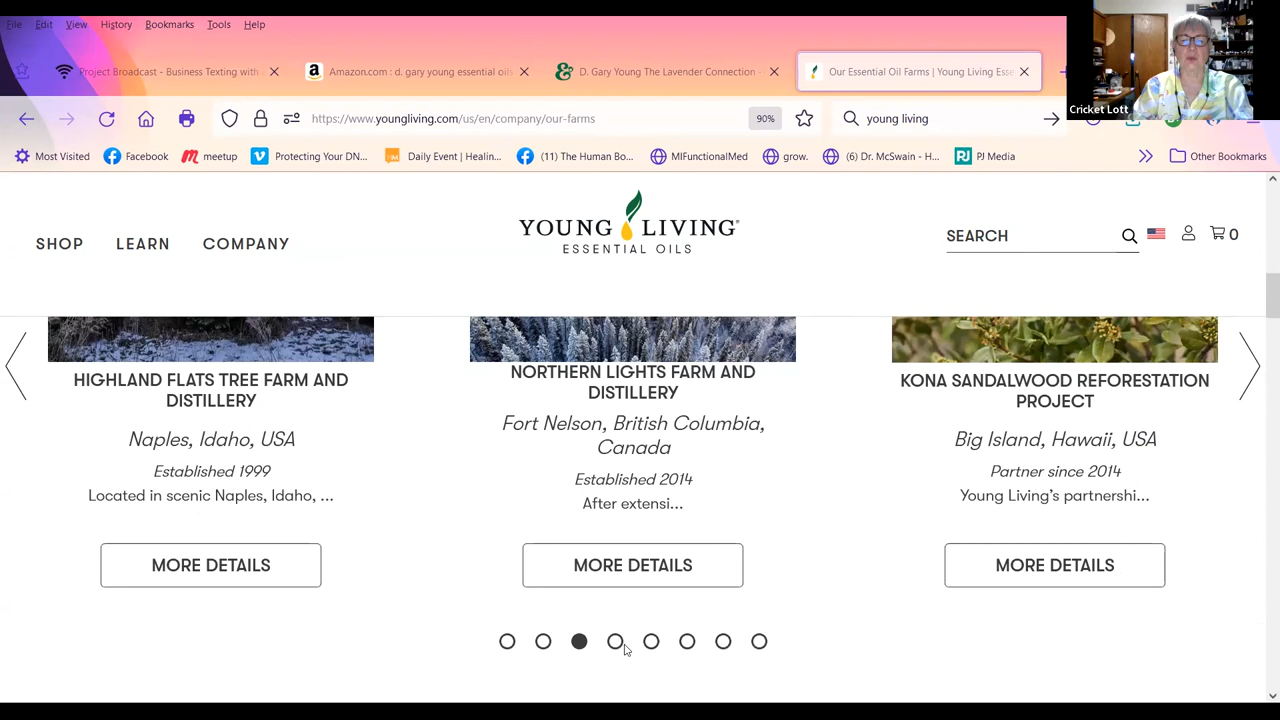 File Edit View History Bookmarks Tools Help
Project Broadcast - Business Texting with
Amazon.com : d. gary young essential oils
D. Gary Young The Lavender Connection -
Our Essential Oil Farms | Young Living Esse
Cricket Lott
https://www.youngliving.com/us/en/company/our-farms
90%
young living
Most Visited Facebook meetup Protecting Your DN... Daily Event | Healin... (11) The Human Bo... MIFunctionalMed grow. (6) Dr. McSwain - H... RJ PJ Media Other Bookmarks
SHOP LEARN COMPANY
YOUNG LIVING
ESSENTIAL OILS
SEARCH
0
HIGHLAND FLATS TREE FARM AND
DISTILLERY
Naples, Idaho, USA
Established 1999
Located in scenic Naples, Idaho, ...
MORE DETAILS
NORTHERN LIGHTS FARM AND
DISTILLERY
Fort Nelson, British Columbia,
Canada
Established 2014
After extensi...
MORE DETAILS
KONA SANDALWOOD REFORESTATION
PROJECT
Big Island, Hawaii, USA
Partner since 2014
Young Living's partnershi...
MORE DETAILS